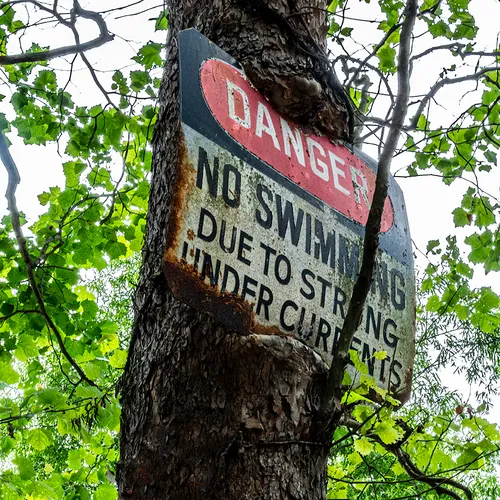 DANGER
NO SWIMMING
DUE TO STRONG
UNDER CURRENTS